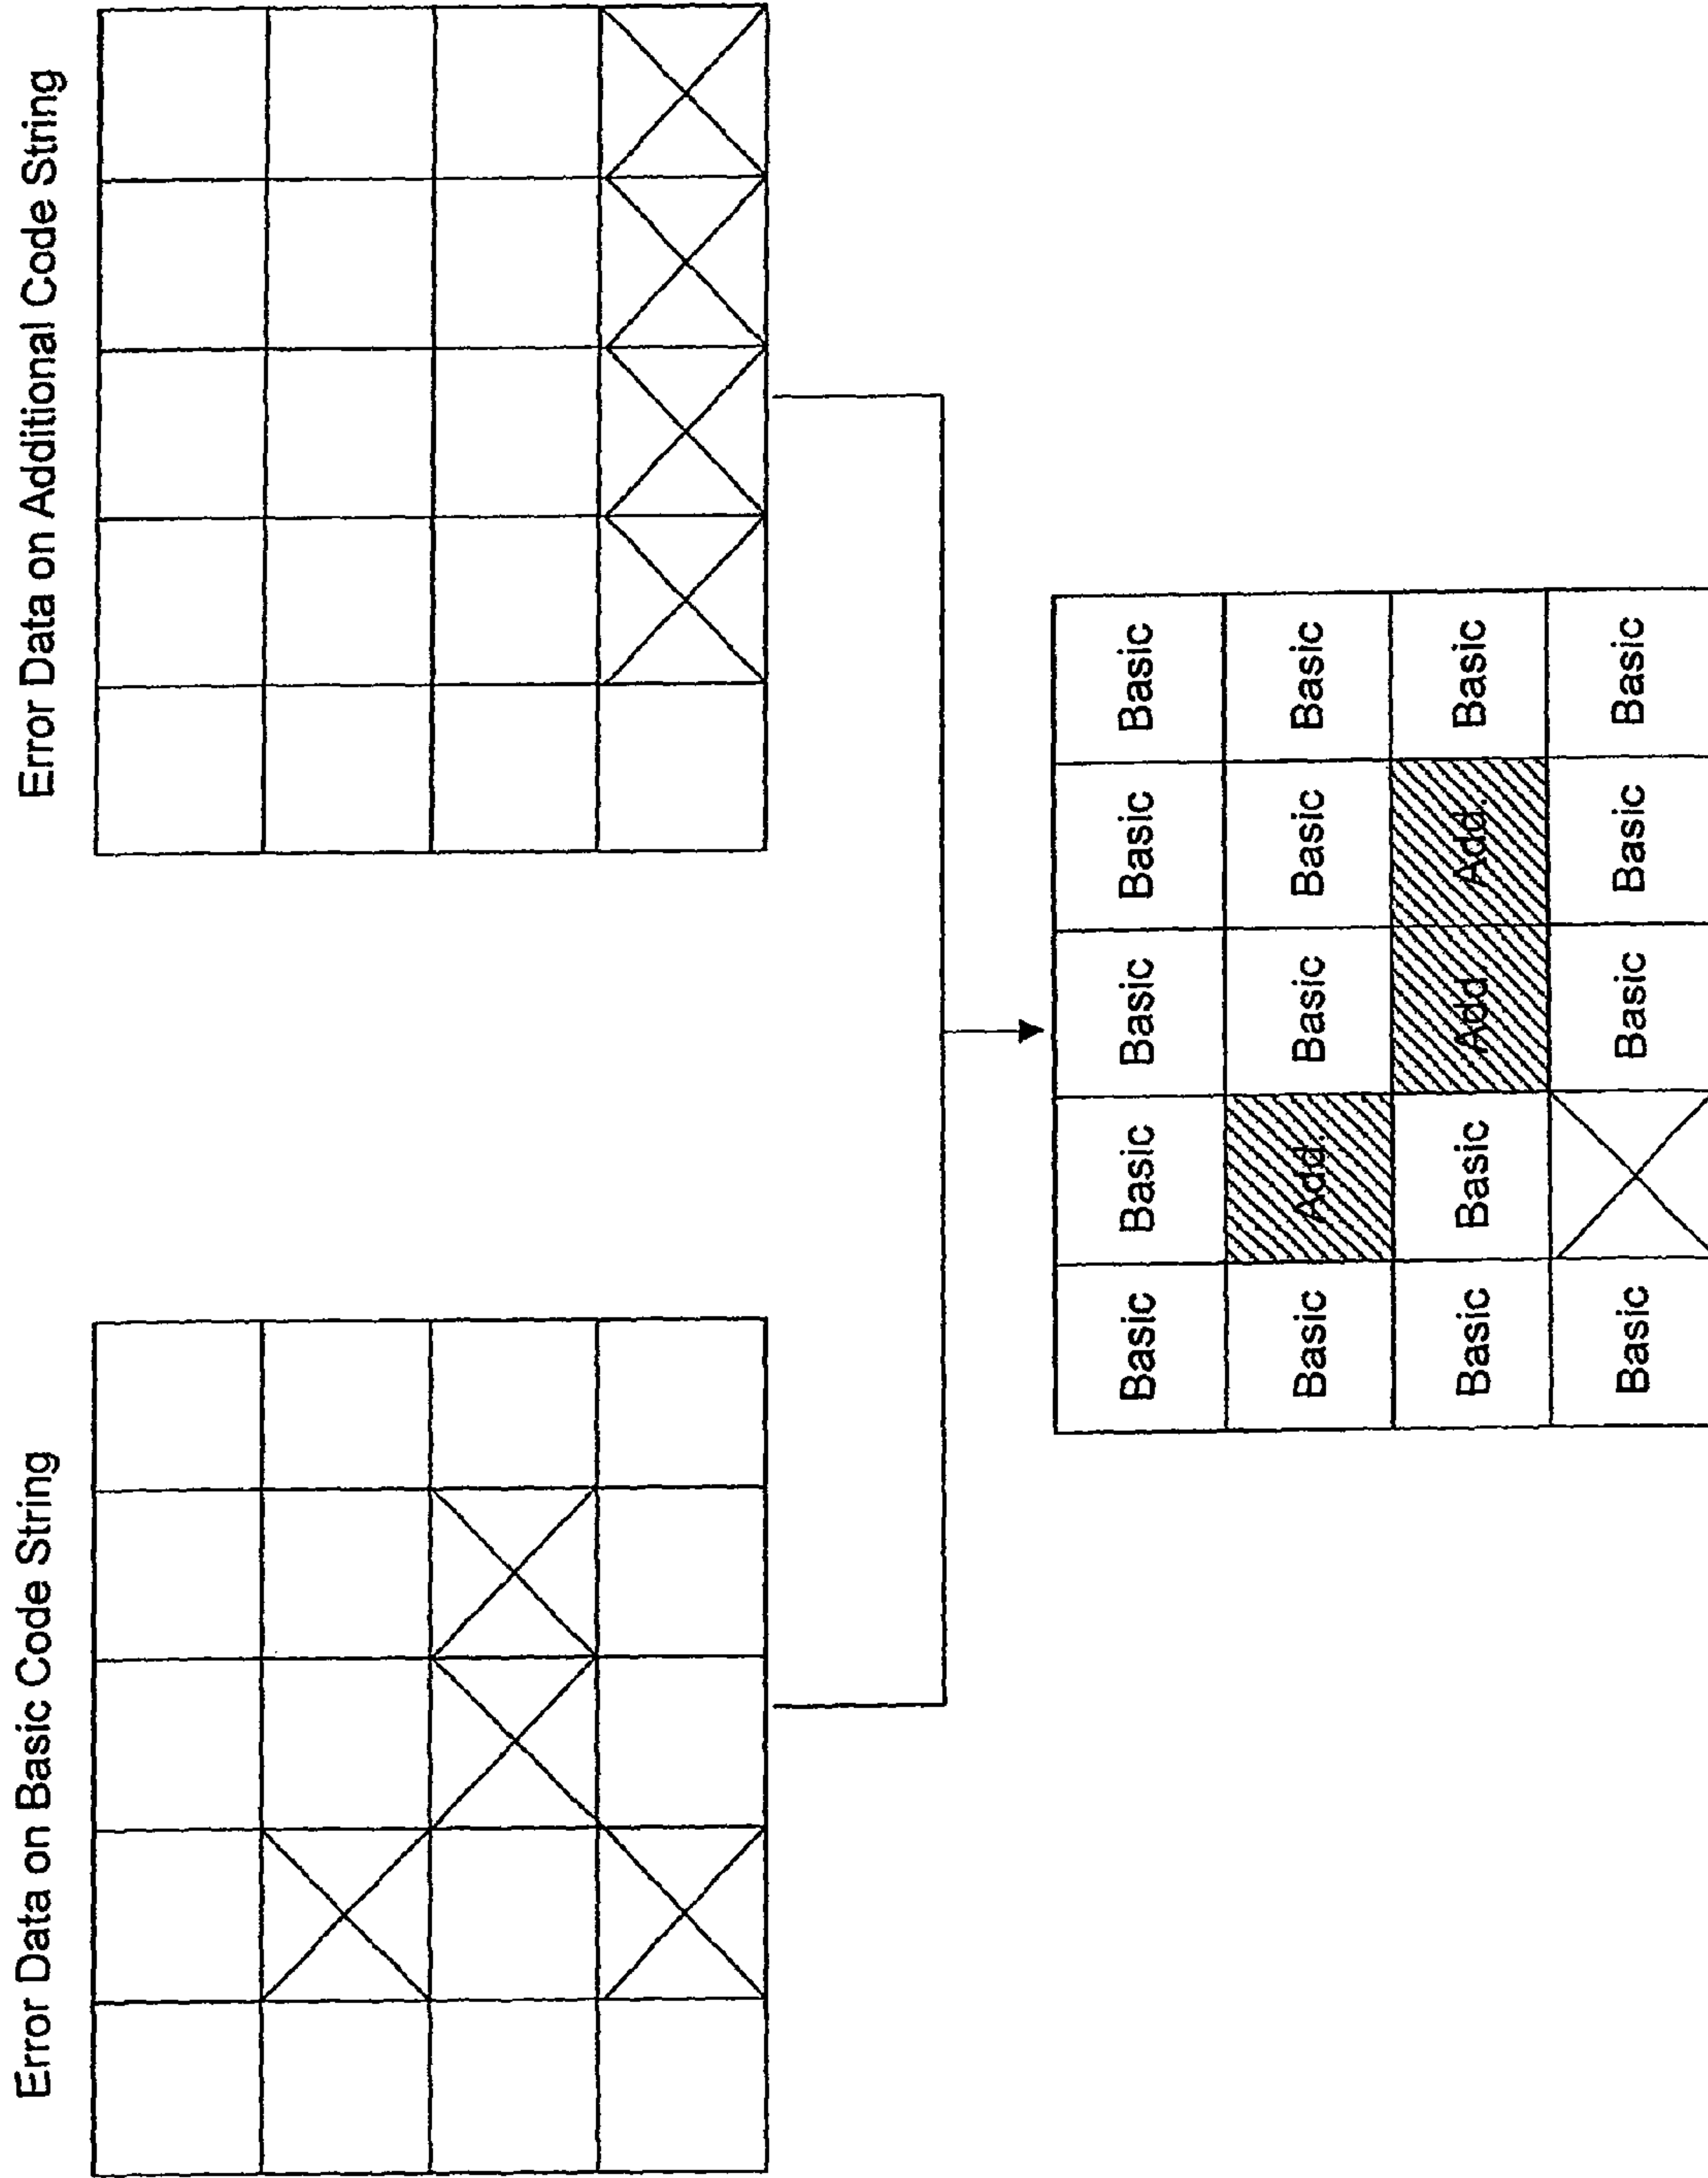 Error Data on Basic Code String
Error Data on Additional Code String
Basic Basic Basic Basic Basic
Basic Add. Basic Basic Basic
Basic Basic Add. Add. Basic
Basic Basic Basic Basic